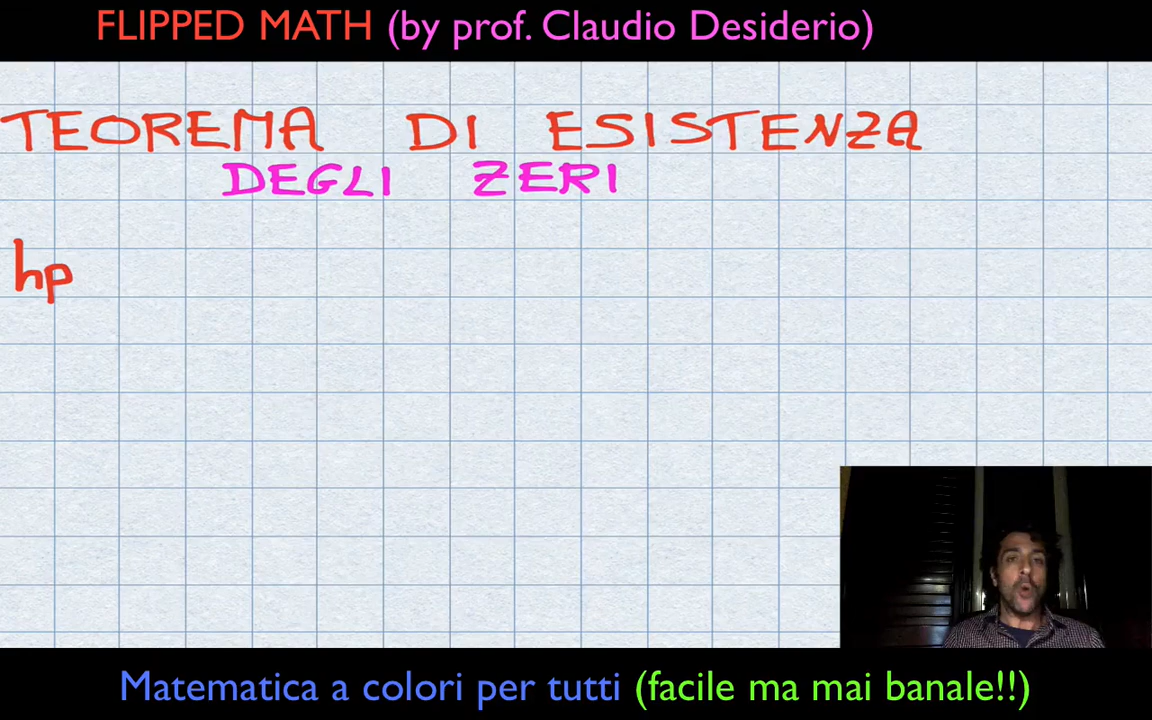 FLIPPED MATH (by prof. Claudio Desiderio)
TEOREMA DI ESISTENZA
DEGLI ZERI
hp
Matematica a colori per tutti (facile ma mai banale!!)